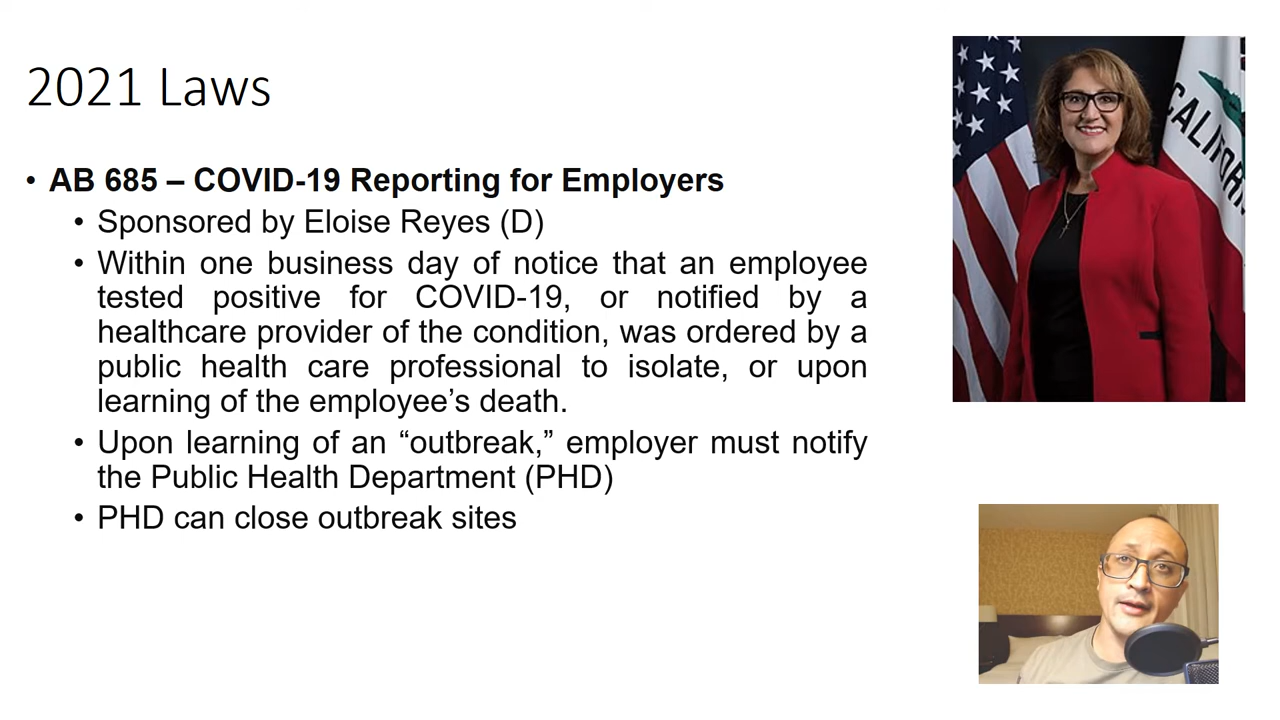 2021 Laws
• AB 685 – COVID-19 Reporting for Employers
• Sponsored by Eloise Reyes (D)
• Within one business day of notice that an employee
tested positive for COVID-19, or notified by a
healthcare provider of the condition, was ordered by a
public health care professional to isolate, or upon
learning of the employee’s death.
• Upon learning of an “outbreak,” employer must notify
the Public Health Department (PHD)
• PHD can close outbreak sites